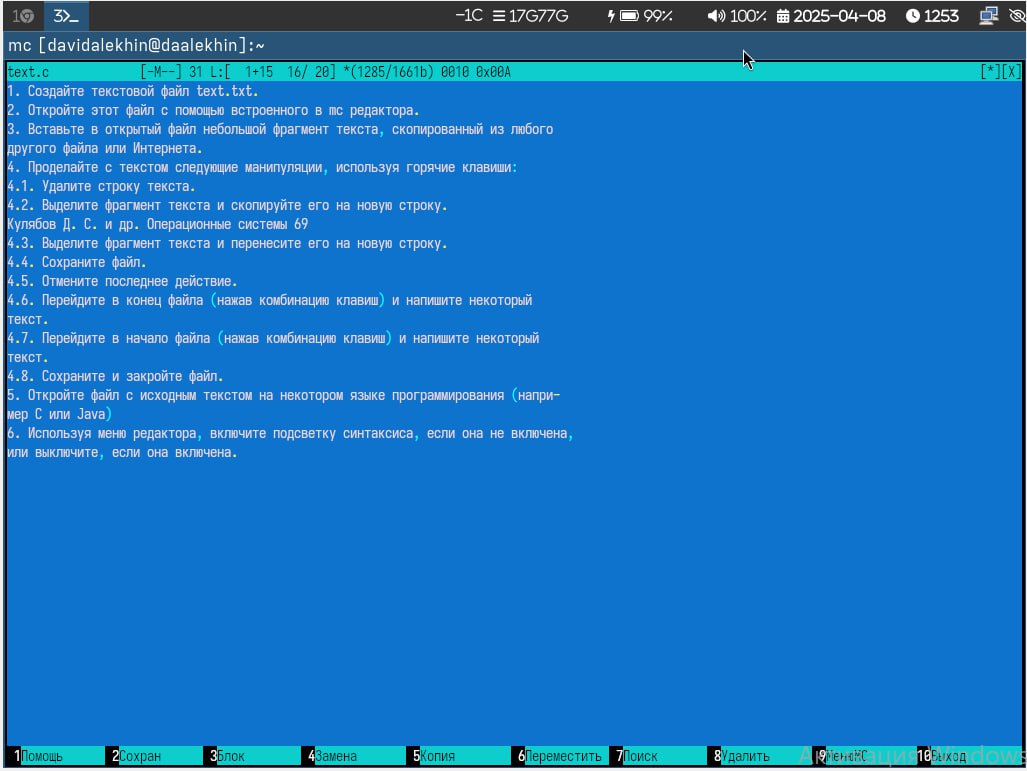 1
3>_
-1C
17G77G
99%
100%
2025-04-08
1253
mc [davidalekhin@daalekhin]:~
text.c [-M--] 31 L:[ 1+15 16/ 20] *(1285/1661b) 0010 0x00A [*][X]
1. Создайте текстовой файл text.txt.
2. Откройте этот файл с помощью встроенного в mc редактора.
3. Вставьте в открытый файл небольшой фрагмент текста, скопированный из любого
другого файла или Интернета.
4. Проделайте с текстом следующие манипуляции, используя горячие клавиши:
4.1. Удалите строку текста.
4.2. Выделите фрагмент текста и скопируйте его на новую строку.
Кулябов Д. С. и др. Операционные системы 69
4.3. Выделите фрагмент текста и перенесите его на новую строку.
4.4. Сохраните файл.
4.5. Отмените последнее действие.
4.6. Перейдите в конец файла (нажав комбинацию клавиш) и напишите некоторый
текст.
4.7. Перейдите в начало файла (нажав комбинацию клавиш) и напишите некоторый
текст.
4.8. Сохраните и закройте файл.
5. Откройте файл с исходным текстом на некотором языке программирования (напри-
мер C или Java)
6. Используя меню редактора, включите подсветку синтаксиса, если она не включена,
или выключите, если она включена.
1Помощь 2Сохран 3Блок 4Замена 5Копия 6Переместить 7Поиск 8Удалить 9МенюMC 10Выход
Активация Windows